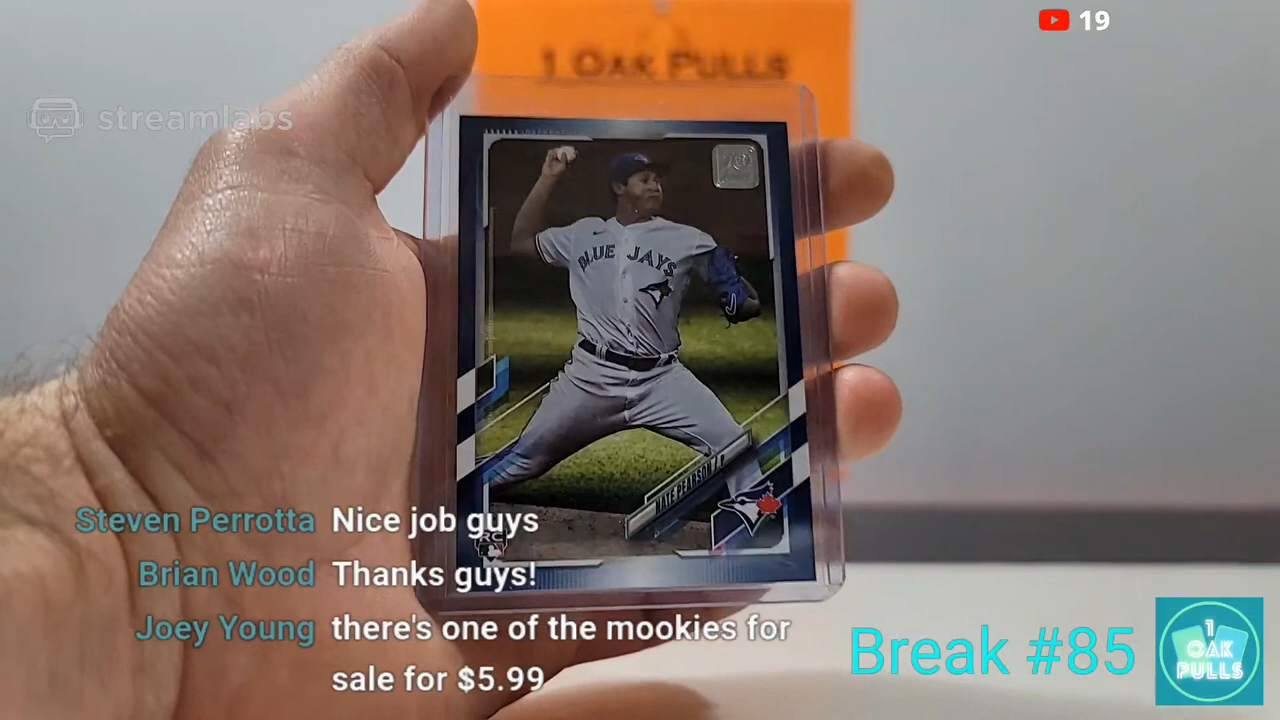 19
1 OAK PULLS
streamlabs
70
BLUE JAYS
NATE PEARSON / P
RC
Steven Perrotta Nice job guys
Brian Wood Thanks guys!
Joey Young there's one of the mookies for
sale for $5.99
Break #85
1
OAK
PULLS